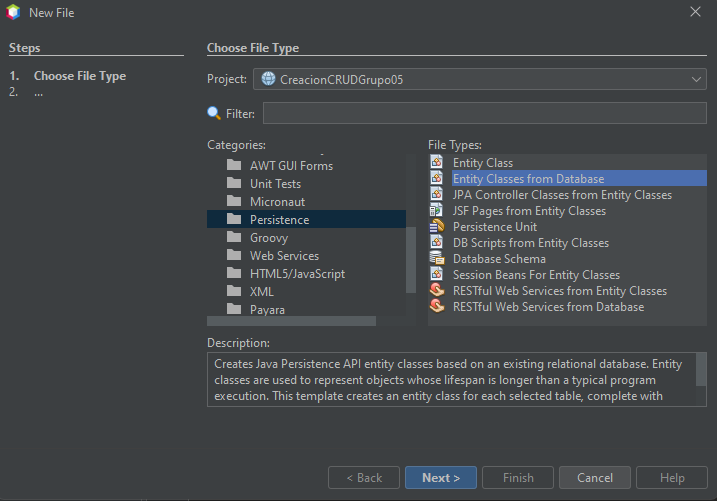 New File
Steps
1. Choose File Type
2. ...
Choose File Type
Project: CreacionCRUDGrupo05
Filter:
Categories:
AWT GUI Forms
Unit Tests
Micronaut
Persistence
Groovy
Web Services
HTML5/JavaScript
XML
Payara
File Types:
Entity Class
Entity Classes from Database
JPA Controller Classes from Entity Classes
JSF Pages from Entity Classes
Persistence Unit
DB Scripts from Entity Classes
Database Schema
Session Beans For Entity Classes
RESTful Web Services from Entity Classes
RESTful Web Services from Database
Description:
Creates Java Persistence API entity classes based on an existing relational database. Entity
classes are used to represent objects whose lifespan is longer than a typical program
execution. This template creates an entity class for each selected table, complete with
< Back
Next >
Finish
Cancel
Help